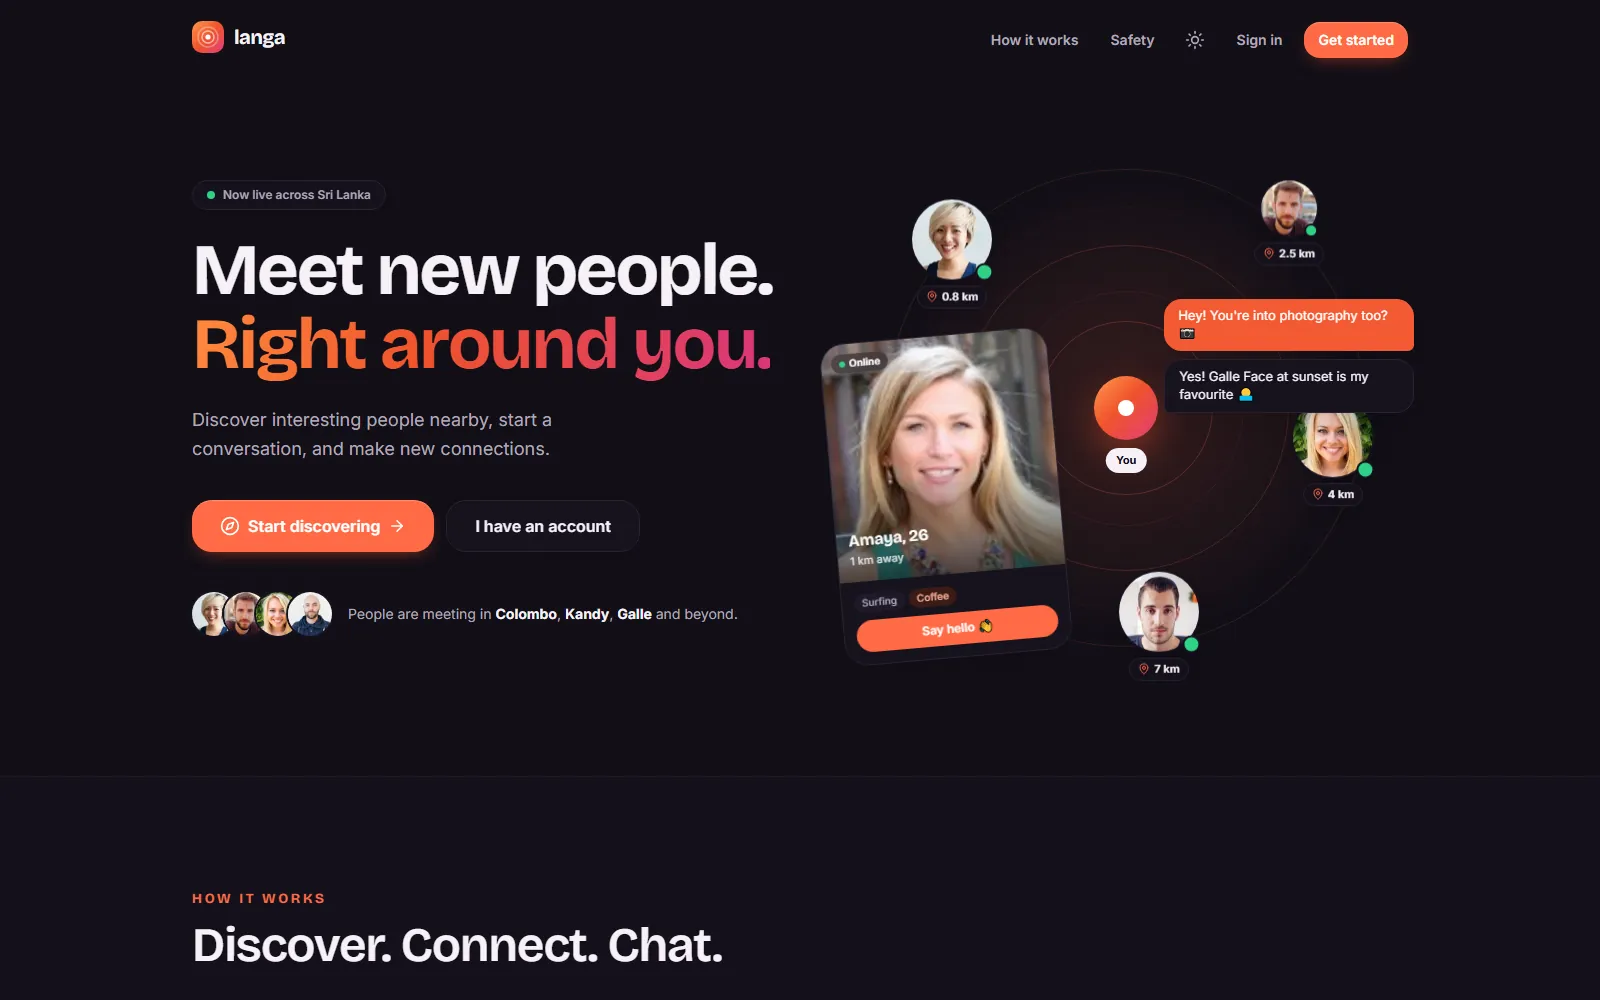 langa
How it works
Safety
Sign in
Get started
Now live across Sri Lanka
Meet new people.
Right around you.
Discover interesting people nearby, start a
conversation, and make new connections.
Start discovering
I have an account
People are meeting in Colombo, Kandy, Galle and beyond.
0.8 km
2.5 km
Hey! You're into photography too?
📷
Yes! Galle Face at sunset is my
favourite 🌅
You
4 km
7 km
Online
Amaya, 26
1 km away
Surfing
Coffee
Say hello 👋
HOW IT WORKS
Discover. Connect. Chat.